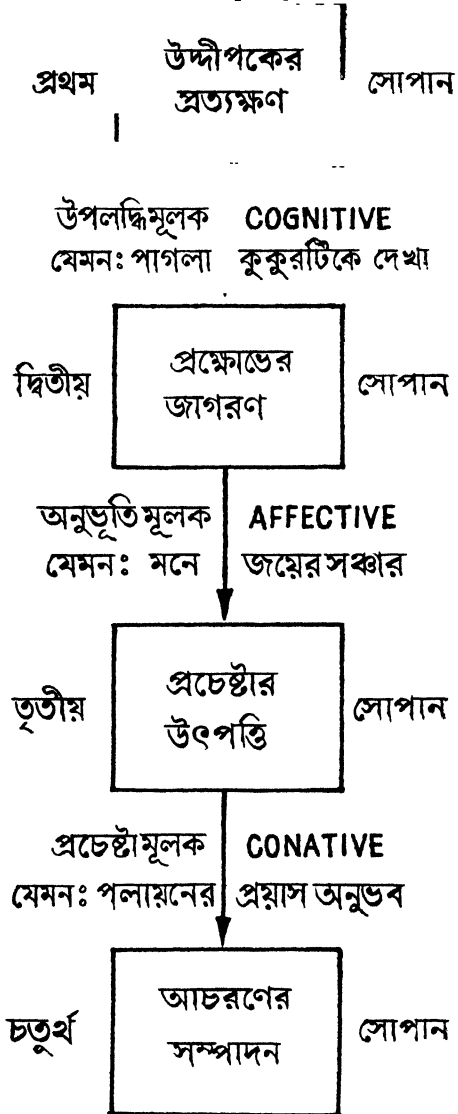 উদ্দীপকের
প্রথম প্রত্যক্ষণ সোপান
উপলদ্ধিমূলক COGNITIVE
যেমন: পাগলা কুকুরটিকে দেখা
প্রক্ষোভের
দ্বিতীয় জাগরণ সোপান
অনুভূতিমূলক AFFECTIVE
যেমন: মনে জয়ের সঞ্চার
প্রচেষ্টার
তৃতীয় উৎপত্তি সোপান
প্রচেষ্টামূলক CONATIVE
যেমন: পলায়নের প্রয়াস অনুভব
আচরণের
চতুর্থ সম্পাদন সোপান